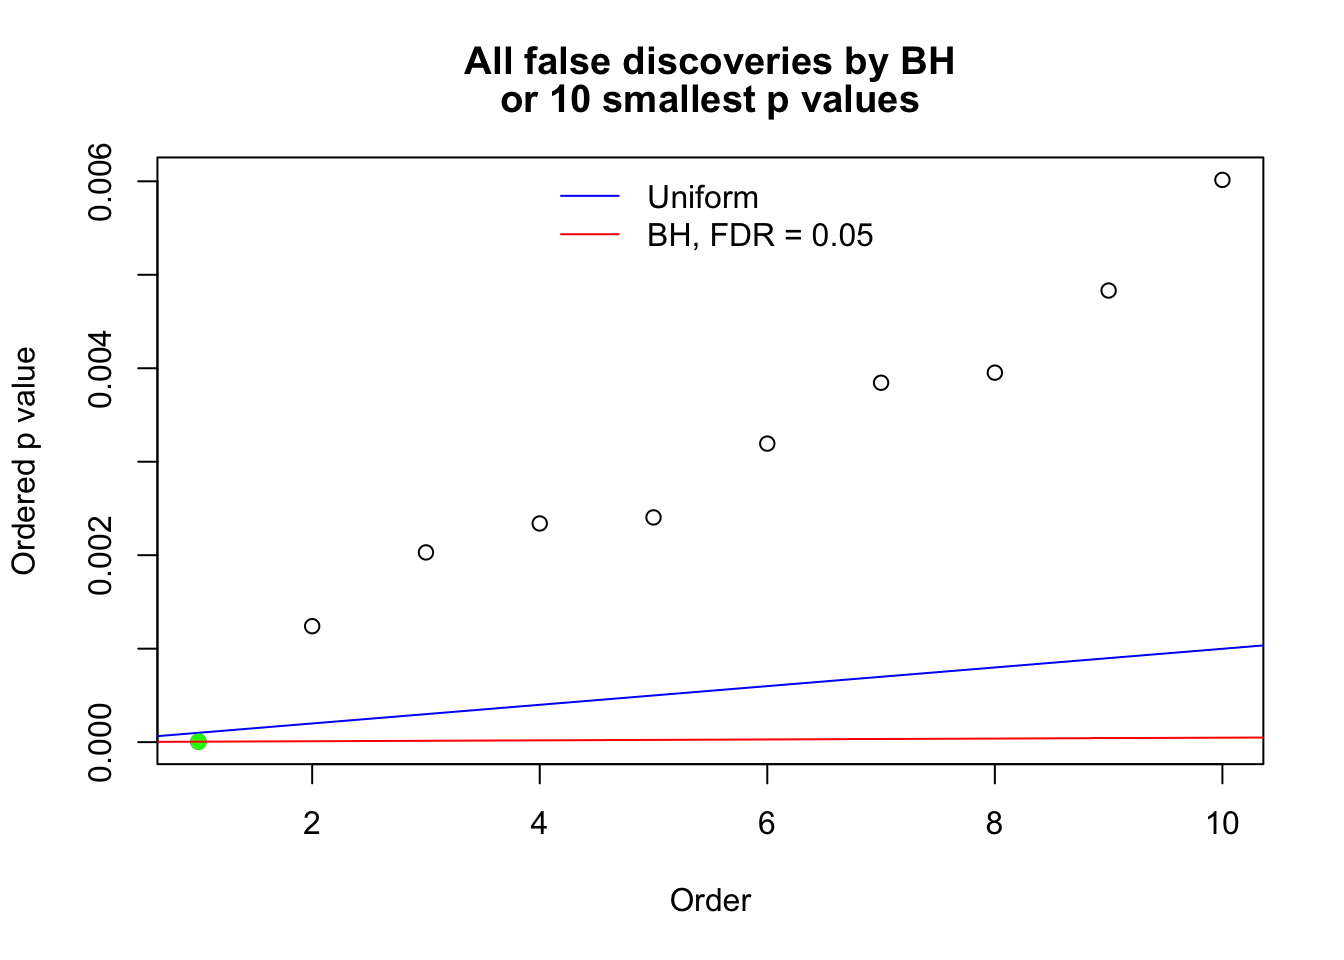 All false discoveries by BH
or 10 smallest p values
Uniform
BH, FDR = 0.05
Ordered p value
0.006
0.004
0.002
0.000
2 4 6 8 10
Order